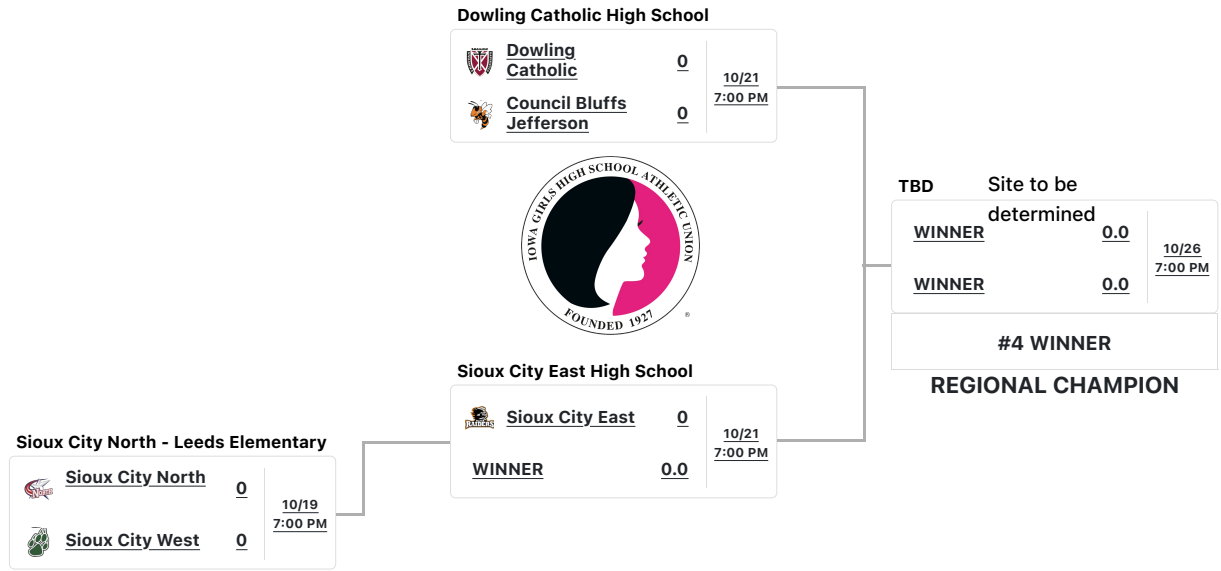 Dowling Catholic High School
Dowling
Catholic
0
Council Bluffs
Jefferson
0
10/21
7:00 PM
IOWA GIRLS HIGH SCHOOL ATHLETIC UNION
FOUNDED 1927
®
TBD
Site to be
determined
WINNER
0.0
WINNER
0.0
10/26
7:00 PM
#4 WINNER
REGIONAL CHAMPION
Sioux City East High School
RAIDERS
Sioux City East
0
WINNER
0.0
10/21
7:00 PM
Sioux City North - Leeds Elementary
NORTH
Sioux City North
0
Sioux City West
0
10/19
7:00 PM